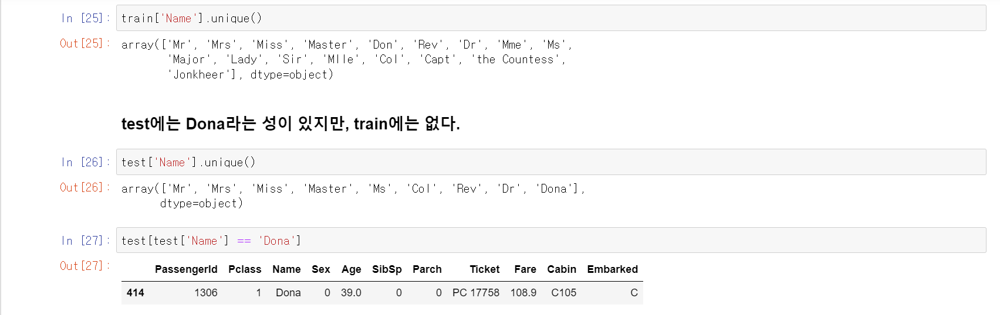 In [25]: train['Name'].unique()
Out[25]: array(['Mr', 'Mrs', 'Miss', 'Master', 'Don', 'Rev', 'Dr', 'Mme', 'Ms',
'Major', 'Lady', 'Sir', 'Mlle', 'Col', 'Capt', 'the Countess',
'Jonkheer'], dtype=object)
test에는 Dona라는 성이 있지만, train에는 없다.
In [26]: test['Name'].unique()
Out[26]: array(['Mr', 'Mrs', 'Miss', 'Master', 'Ms', 'Col', 'Rev', 'Dr', 'Dona'],
dtype=object)
In [27]: test[test['Name'] == 'Dona']
Out[27]:
PassengerId Pclass Name Sex Age SibSp Parch Ticket Fare Cabin Embarked
414 1306 1 Dona 0 39.0 0 0 PC 17758 108.9 C105 C